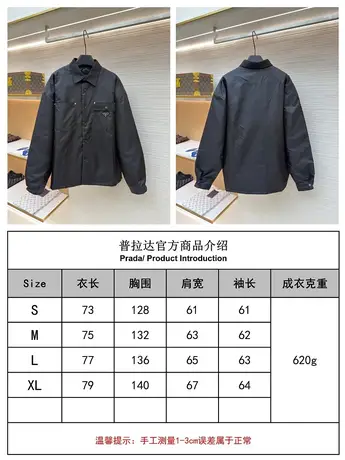 普拉达官方商品介绍
Prada/ Product Introduction
Size 衣长 胸围 肩宽 袖长 成衣克重
S 73 128 61 61
M 75 132 63 62
L 77 136 65 63
XL 79 140 67 64
620g
温馨提示：手工测量1-3cm误差属于正常